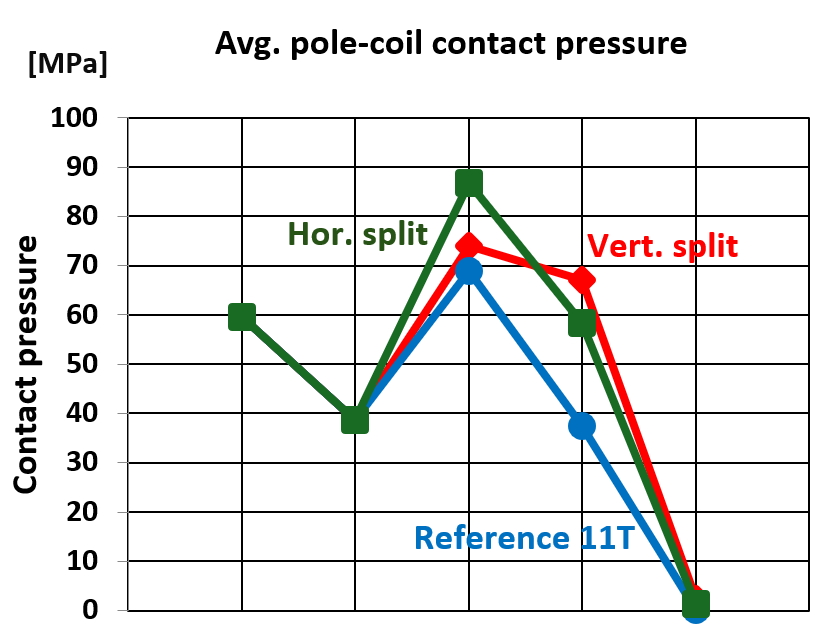 Avg. pole-coil contact pressure
[MPa]
100
90
80
70
60
50
40
30
20
10
0
Contact pressure
Hor. split
Vert. split
Reference 11T